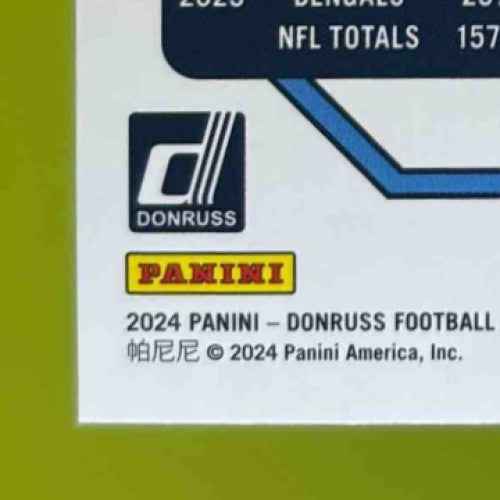 NFL TOTALS 157
DONRUSS
PANINI
2024 PANINI – DONRUSS FOOTBALL
帕尼尼 © 2024 Panini America, Inc.